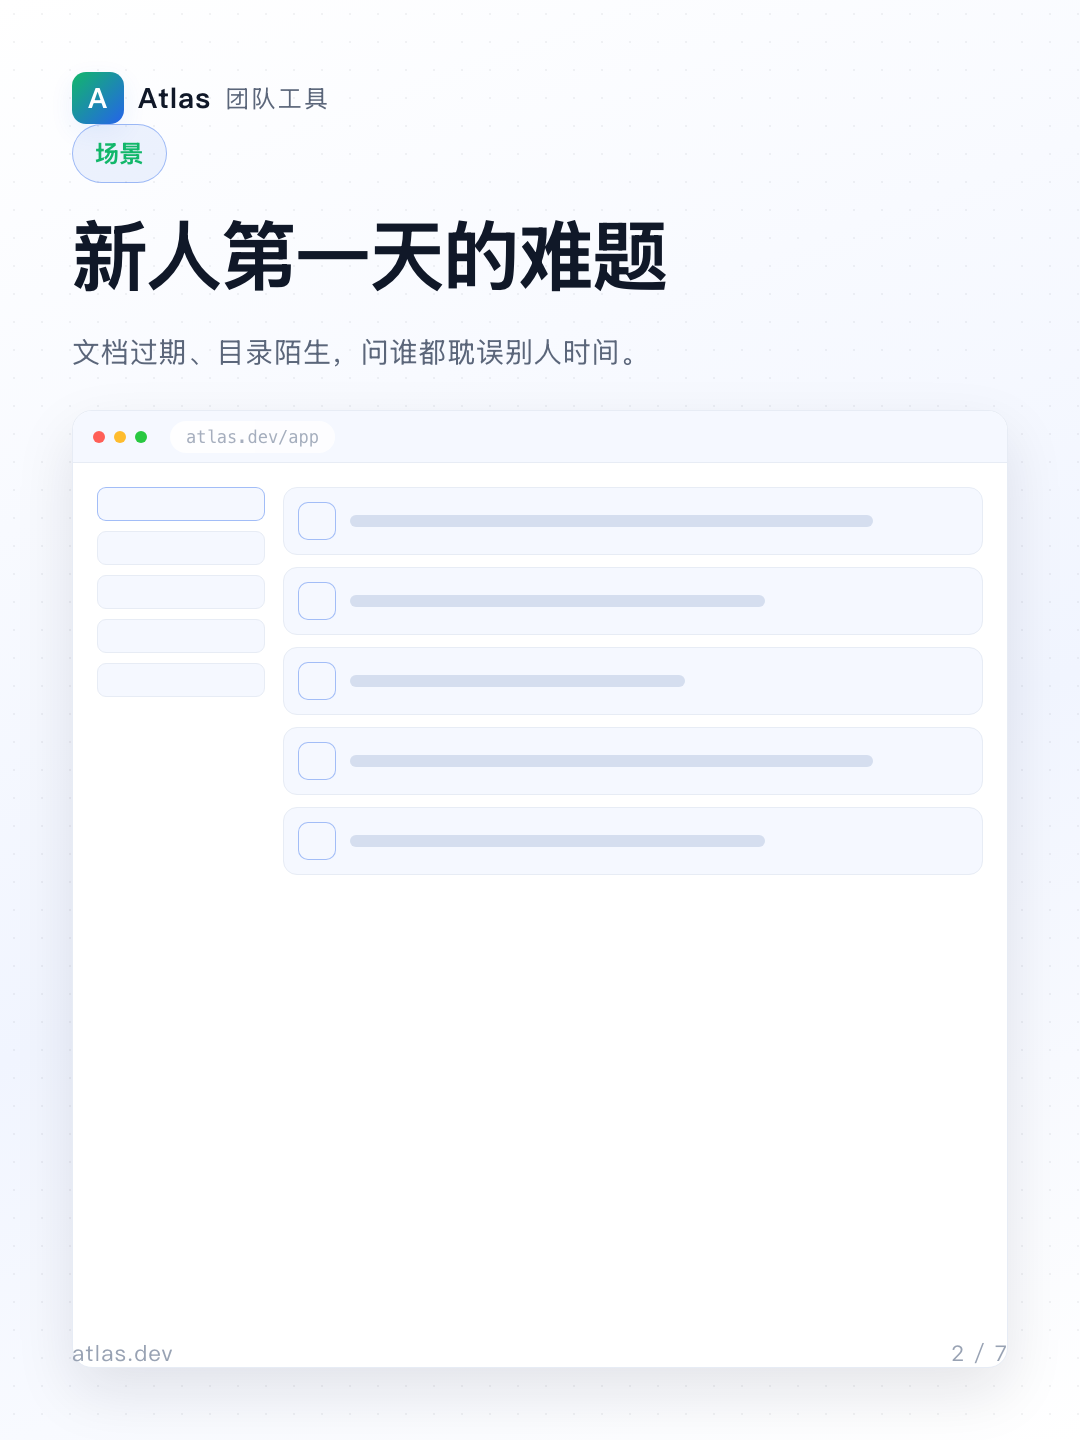 A Atlas 团队工具
场景
新人第一天的难题
文档过期、目录陌生，问谁都耽误别人时间。
atlas.dev/app
atlas.dev 2 / 7